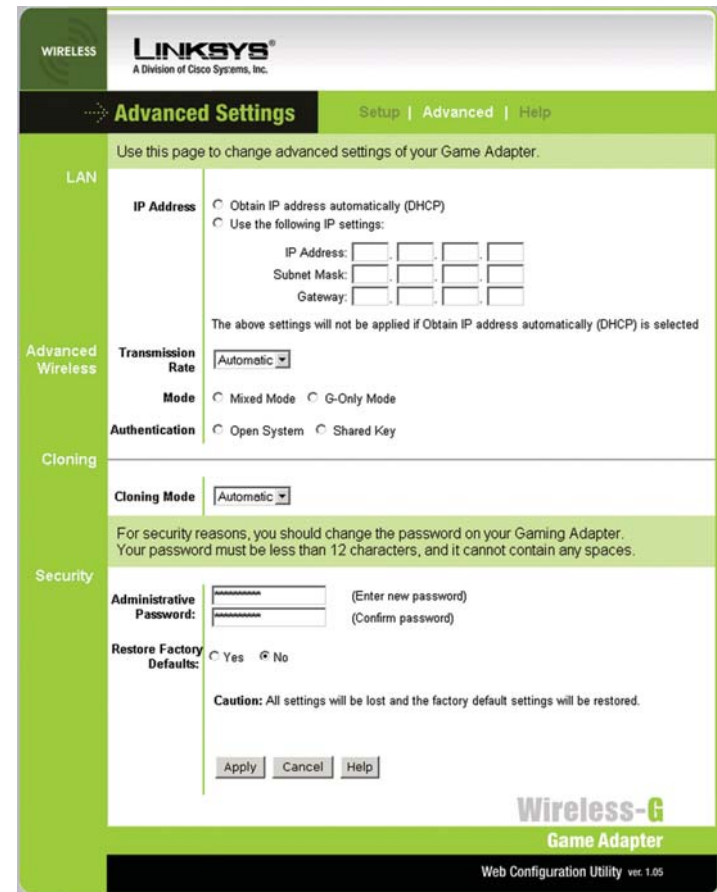 WIRELESS
LINKSYS®
A Division of Cisco Systems, Inc.
Advanced Settings
Setup | Advanced | Help
Use this page to change advanced settings of your Game Adapter.
LAN
IP Address
Obtain IP address automatically (DHCP)
Use the following IP settings:
IP Address: . . .
Subnet Mask: . . .
Gateway: . . .
The above settings will not be applied if Obtain IP address automatically (DHCP) is selected
Advanced Wireless
Transmission Rate
Automatic
Mode
Mixed Mode G-Only Mode
Authentication
Open System Shared Key
Cloning
Cloning Mode
Automatic
For security reasons, you should change the password on your Gaming Adapter.
Your password must be less than 12 characters, and it cannot contain any spaces.
Security
Administrative Password:
********** (Enter new password)
********** (Confirm password)
Restore Factory Defaults:
Yes No
Caution: All settings will be lost and the factory default settings will be restored.
Apply Cancel Help
Wireless-G
Game Adapter
Web Configuration Utility ver. 1.05